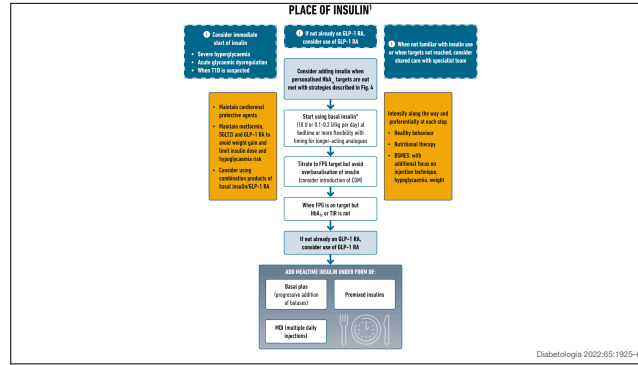 PLACE OF INSULIN¹
Consider immediate
start of insulin
• Severe hyperglycaemia
• Acute glycaemic dysregulation
• When T1D is suspected
If not already on GLP-1 RA,
consider use of GLP-1 RA
When not familiar with insulin use
or when targets not reached, consider
shared care with specialist team
Consider adding insulin when
personalised HbA1c targets are not
met with strategies described in Fig. 4
• Maintain cardiorenal
protective agents
• Maintain metformin,
SGLT2i and GLP-1 RA to
avoid weight gain and
limit insulin dose and
hypoglycaemia risk
• Consider using
combination products of
basal insulin/GLP-1 RA
Start using basal insulin*
(10 U or 0.1-0.2 U/kg per day) at
bedtime or more flexibility with
timing for longer-acting analogues
Titrate to FPG target but avoid
overbasalisation of insulin
(consider introduction of CGM)
When FPG is on target but
HbA1c or TIR is not
Intensify along the way and
preferentially at each step
• Healthy behaviour
• Nutritional therapy
• DSMES: with
additional focus on
injection technique,
hypoglycaemia, weight
If not already on GLP-1 RA,
consider use of GLP-1 RA
ADD MEALTIME INSULIN UNDER FORM OF:
Basal plus
(progressive addition
of boluses)
Premixed insulins
MDI (multiple daily
injections)
Diabetologia 2022;65:1925–